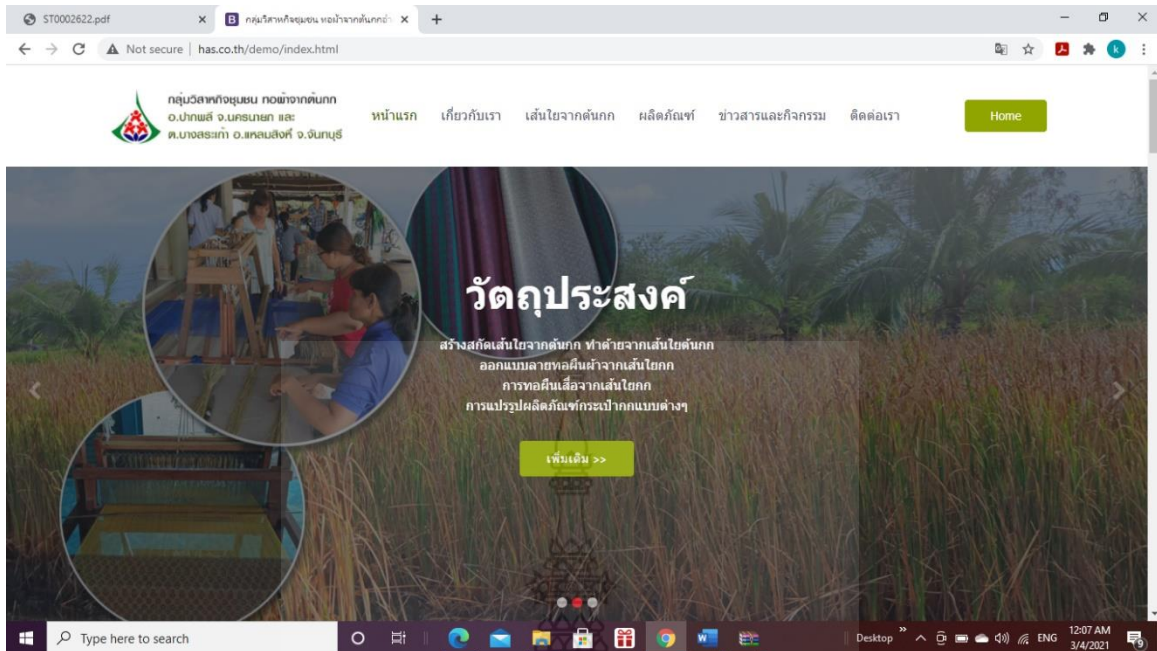 ST0002622.pdf
กลุ่มวิสาหกิจชุมชน ทอผ้าจากต้นกกอำ
Not secure | has.co.th/demo/index.html
กลุ่มวิสาหกิจชุมชน ทอผ้าจากต้นกก
อ.ปากพลี จ.นครนายก และ
ต.บางสระเก้า อ.แหลมสิงห์ จ.จันทบุรี
หน้าแรก เกี่ยวกับเรา เส้นใยจากต้นกก ผลิตภัณฑ์ ข่าวสารและกิจกรรม ติดต่อเรา Home
วัตถุประสงค์
สร้างสกัดเส้นใยจากต้นกก ทำด้ายจากเส้นใยต้นกก
ออกแบบลายทอผืนผ้าจากเส้นใยกก
การทอผืนเสื่อจากเส้นใยกก
การแปรรูปผลิตภัณฑ์กระเป๋ากกแบบต่างๆ
เพิ่มเติม >>
Type here to search
Desktop
ENG
12:07 AM
3/4/2021